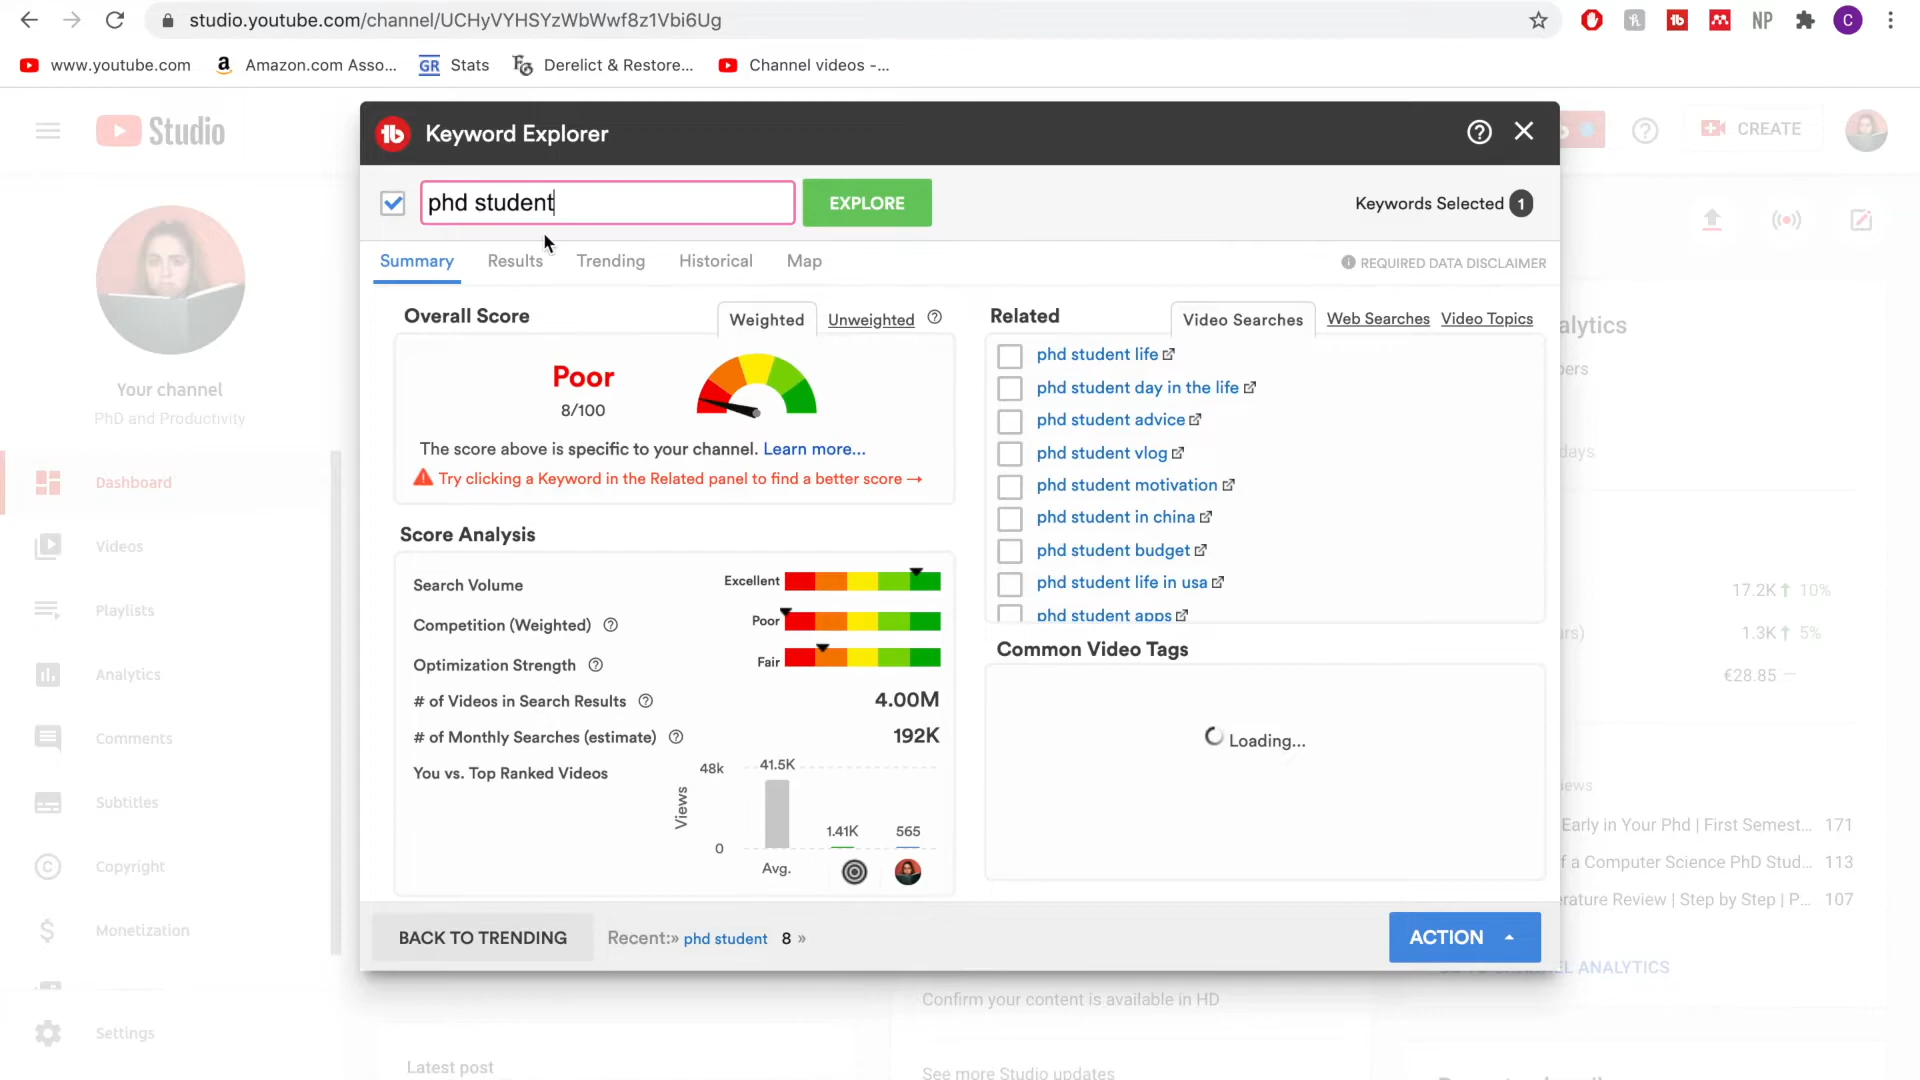 studio.youtube.com/channel/UCHyVYHSYzWbWwf8z1Vbi6Ug
NP
C
www.youtube.com
Amazon.com Asso...
GR Stats
Derelict & Restore...
Channel videos -...
Studio
CREATE
Keyword Explorer
phd student
EXPLORE
Keywords Selected 1
Summary
Results
Trending
Historical
Map
REQUIRED DATA DISCLAIMER
Overall Score
Weighted
Unweighted
Poor
8/100
The score above is specific to your channel. Learn more...
Try clicking a Keyword in the Related panel to find a better score →
Score Analysis
Search Volume
Excellent
Competition (Weighted)
Poor
Optimization Strength
Fair
# of Videos in Search Results
4.00M
# of Monthly Searches (estimate)
192K
You vs. Top Ranked Videos
Views
48k
0
41.5K
1.41K
565
Avg.
Related
Video Searches
Web Searches
Video Topics
phd student life
phd student day in the life
phd student advice
phd student vlog
phd student motivation
phd student in china
phd student budget
phd student life in usa
phd student apps
Common Video Tags
Loading...
BACK TO TRENDING
Recent:» phd student 8 »
ACTION
Your channel
PhD and Productivity
Dashboard
Videos
Playlists
Analytics
Comments
Subtitles
Copyright
Monetization
Settings
alytics
bers
days
17.2K 10%
urs) 1.3K 5%
€28.85 —
iews
Early in Your Phd | First Semest... 171
f a Computer Science PhD Stud... 113
erature Review | Step by Step | P... 107
EL ANALYTICS
Confirm your content is available in HD
Latest post
See more Studio updates